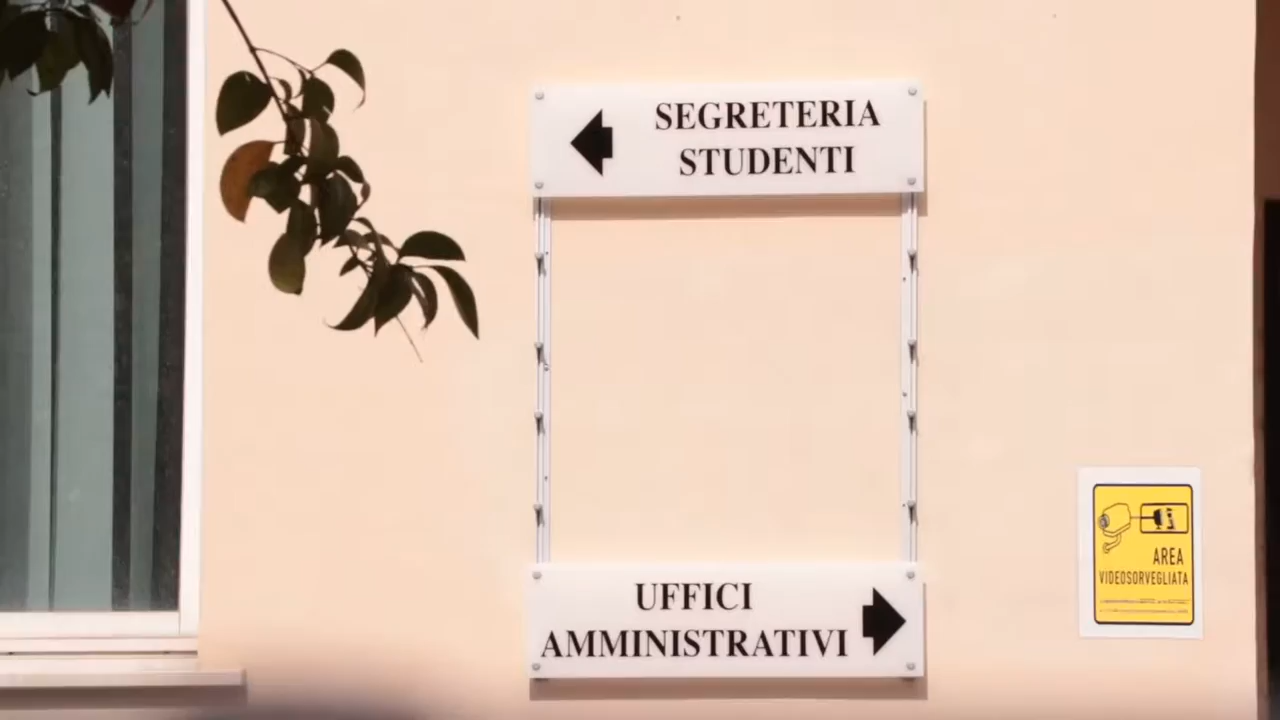 SEGRETERIA
STUDENTI
UFFICI
AMMINISTRATIVI
AREA
VIDEOSORVEGLIATA